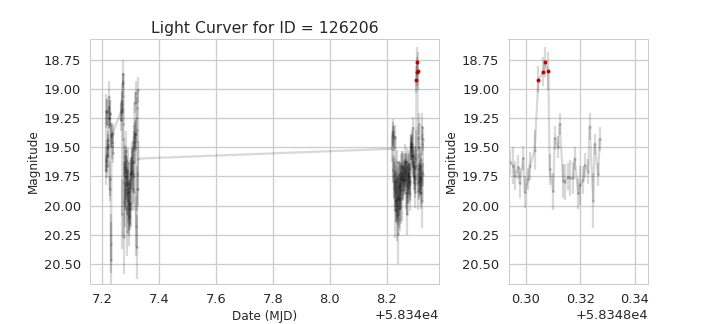 Light Curver for ID = 126206
Magnitude
18.75
19.00
19.25
19.50
19.75
20.00
20.25
20.50
7.2 7.4 7.6 7.8 8.0 8.2
Date (MJD)
+5.834e4
Magnitude
18.75
19.00
19.25
19.50
19.75
20.00
20.25
20.50
0.30 0.32 0.34
+5.8348e4